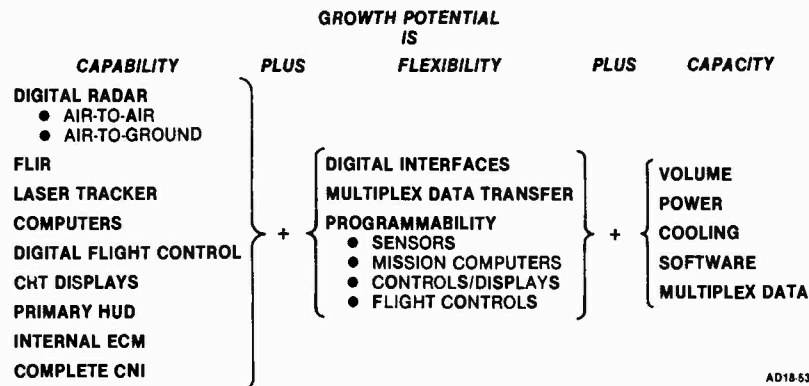 GROWTH POTENTIAL
IS
CAPABILITY PLUS FLEXIBILITY PLUS CAPACITY
DIGITAL RADAR
● AIR-TO-AIR
● AIR-TO-GROUND
FLIR
LASER TRACKER
COMPUTERS
DIGITAL FLIGHT CONTROL
CRT DISPLAYS
PRIMARY HUD
INTERNAL ECM
COMPLETE CNI
+
DIGITAL INTERFACES
MULTIPLEX DATA TRANSFER
PROGRAMMABILITY
● SENSORS
● MISSION COMPUTERS
● CONTROLS/DISPLAYS
● FLIGHT CONTROLS
+
VOLUME
POWER
COOLING
SOFTWARE
MULTIPLEX DATA
AD18-53